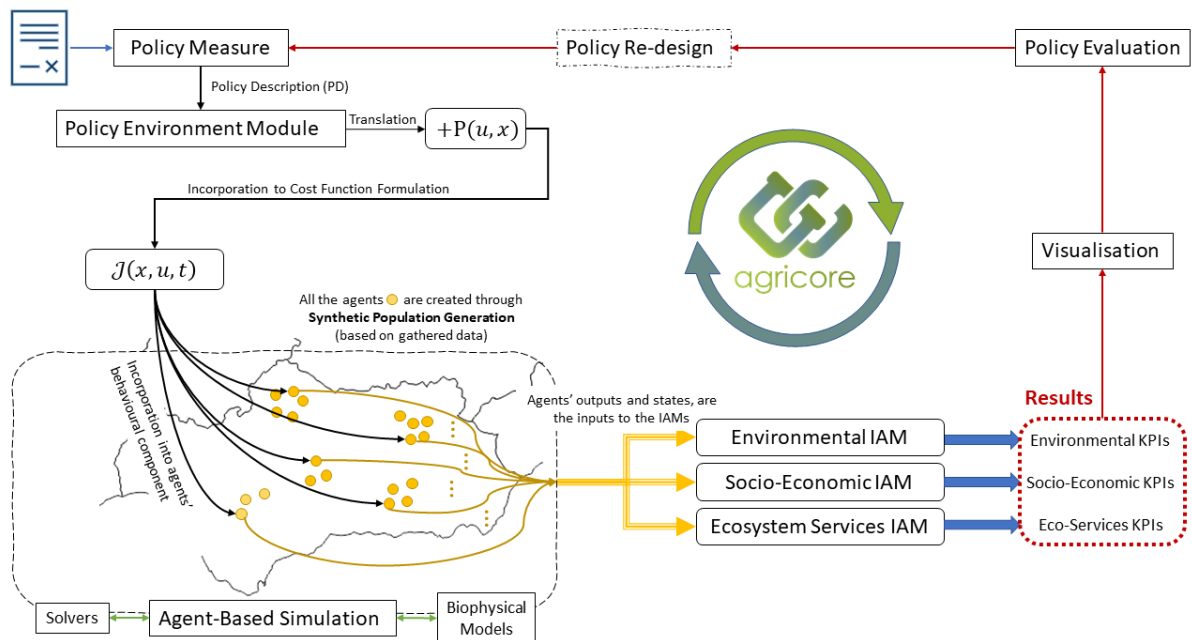 Policy Measure
Policy Re-design
Policy Evaluation
Policy Description (PD)
Policy Environment Module
Translation
+P(u, x)
Incorporation to Cost Function Formulation
𝒥(x, u, t)
agricore
Visualisation
All the agents are created through
Synthetic Population Generation
(based on gathered data)
Incorporation into agents'
behavioural component
Agents' outputs and states, are
the inputs to the IAMs
Results
Environmental IAM
Environmental KPIs
Socio-Economic IAM
Socio-Economic KPIs
Ecosystem Services IAM
Eco-Services KPIs
Solvers
Agent-Based Simulation
Biophysical
Models